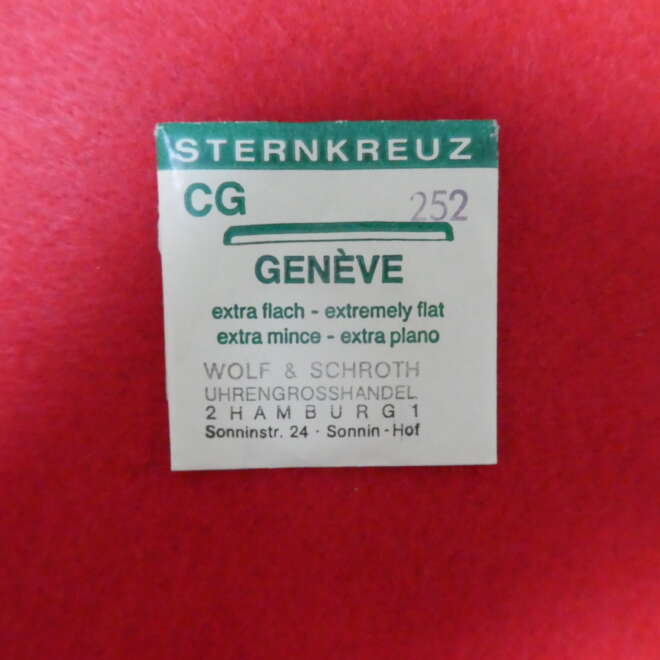 STERNKREUZ
CG 252
GENÈVE
extra flach - extremely flat
extra mince - extra plano
WOLF & SCHROTH
UHRENGROSSHANDEL
2 HAMBURG 1
Sonninstr. 24 · Sonnin-Hof